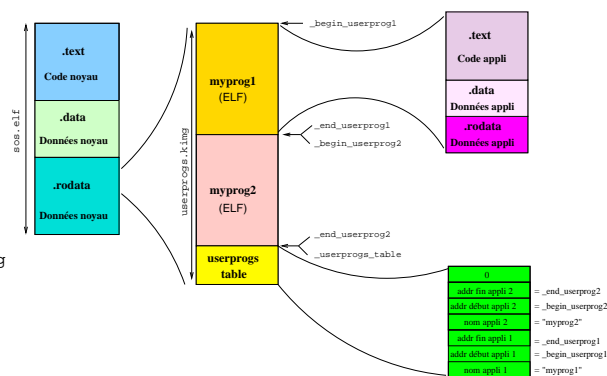 sos.elf
.text
Code noyau
.data
Données noyau
.rodata
Données noyau
g
userprogs.kimg
myprog1
(ELF)
myprog2
(ELF)
userprogs
table
_begin_userprog1
_end_userprog1
_begin_userprog2
_end_userprog2
_userprogs_table
.text
Code appli
.data
Données appli
.rodata
Données appli
0
addr fin appli 2 = _end_userprog2
addr début appli 2 = _begin_userprog2
nom appli 2 = "myprog2"
addr fin appli 1 = _end_userprog1
addr début appli 1 = _begin_userprog1
nom appli 1 = "myprog1"